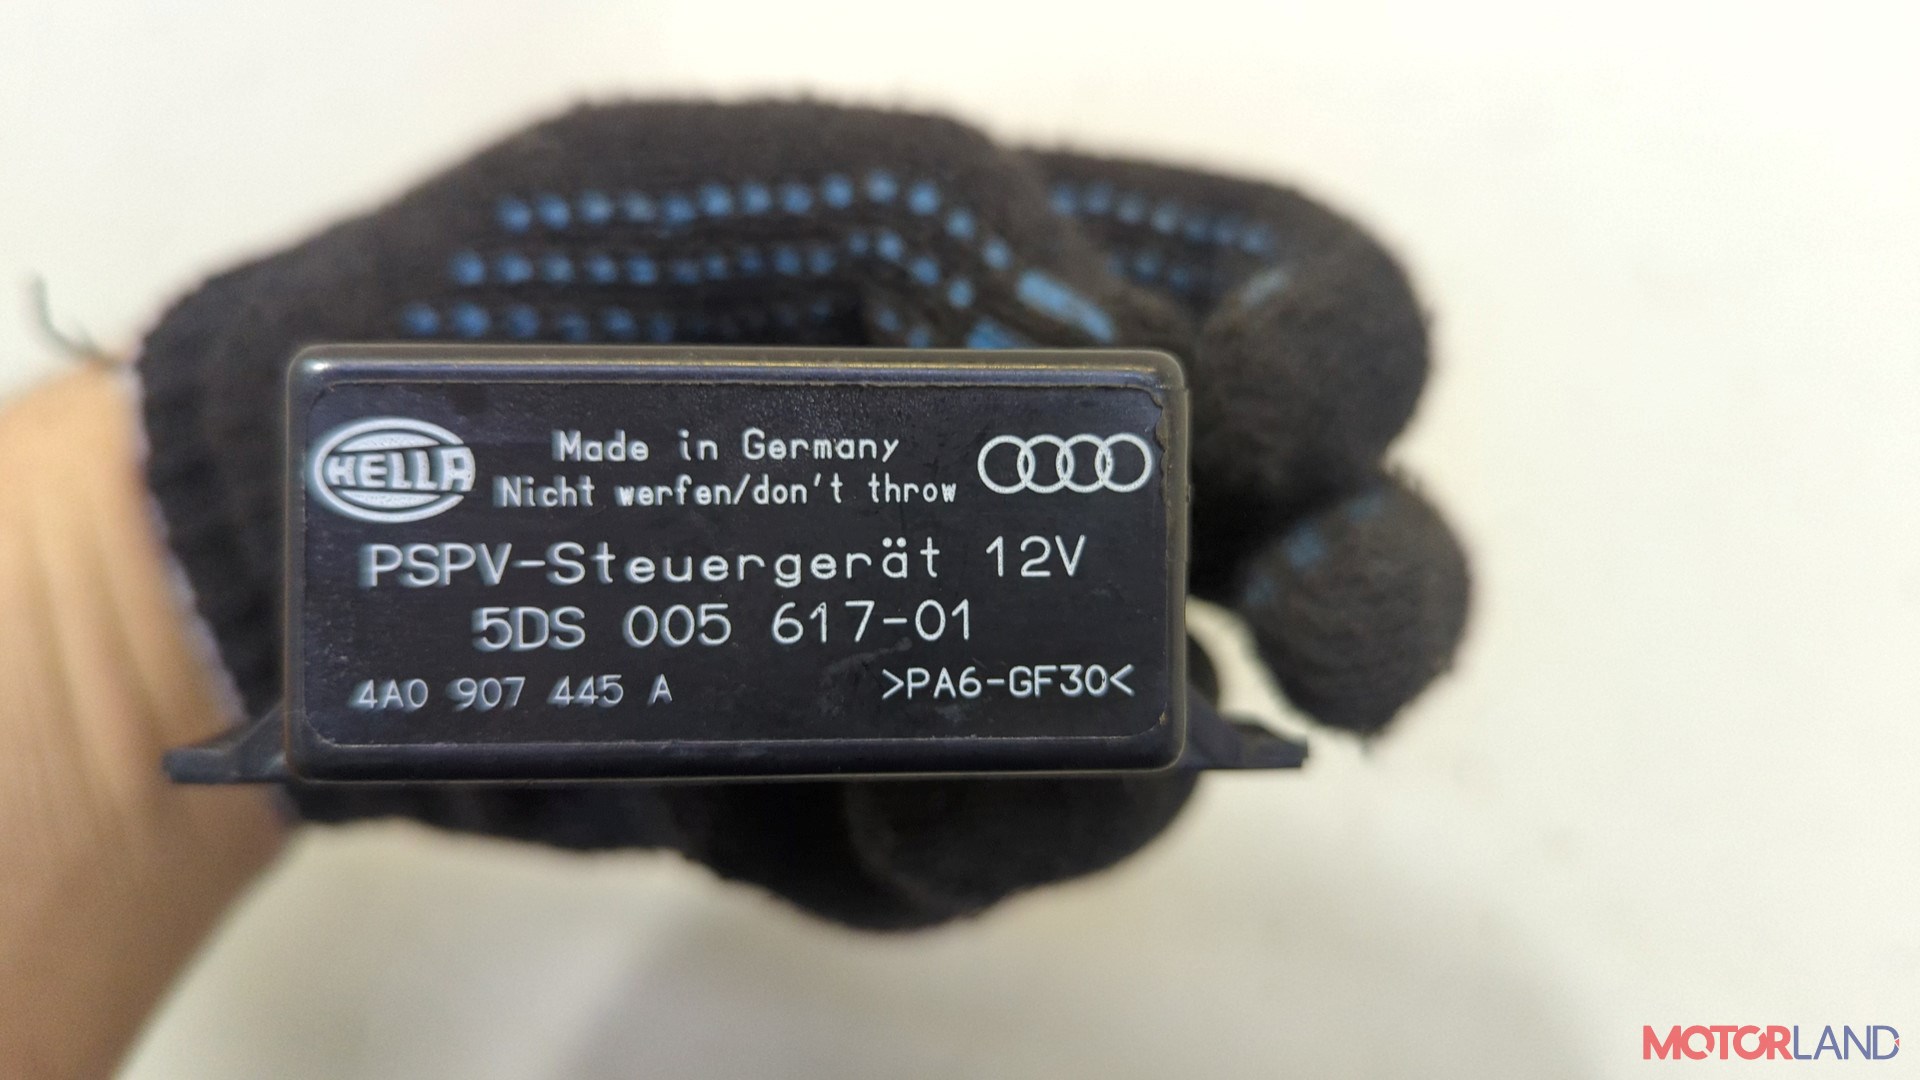 HELLA
Made in Germany
Nicht werfen/don't throw
PSPV-Steuergerät 12V
5DS 005 617-01
4A0 907 445 A
>PA6-GF30<
MOTORLAND